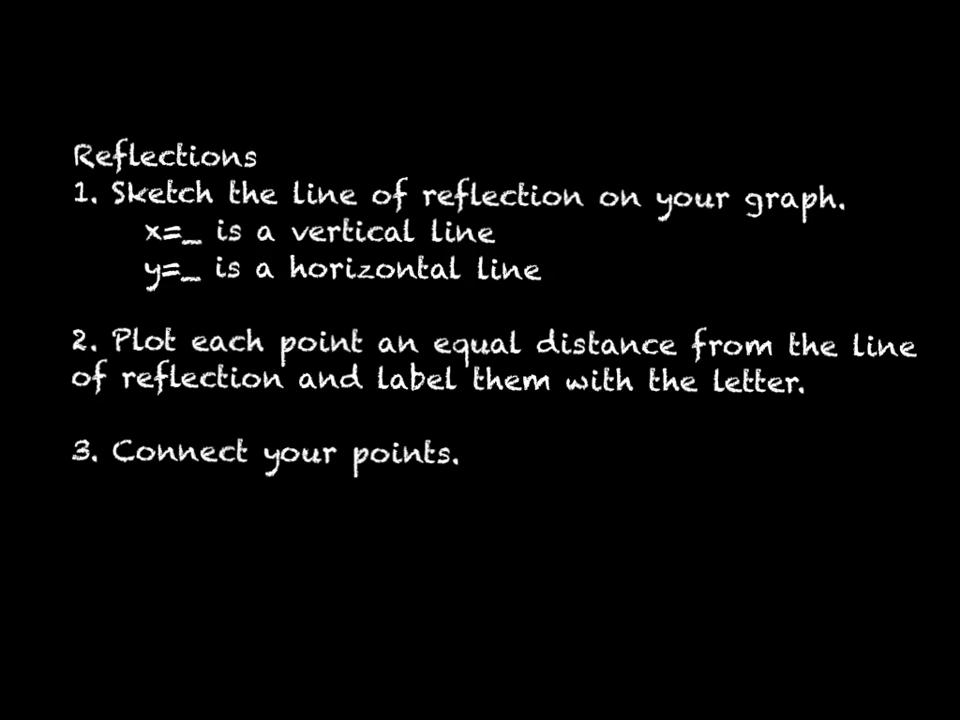 Reflections
1. Sketch the line of reflection on your graph.
x=_ is a vertical line
y=_ is a horizontal line
2. Plot each point an equal distance from the line
of reflection and label them with the letter.
3. Connect your points.